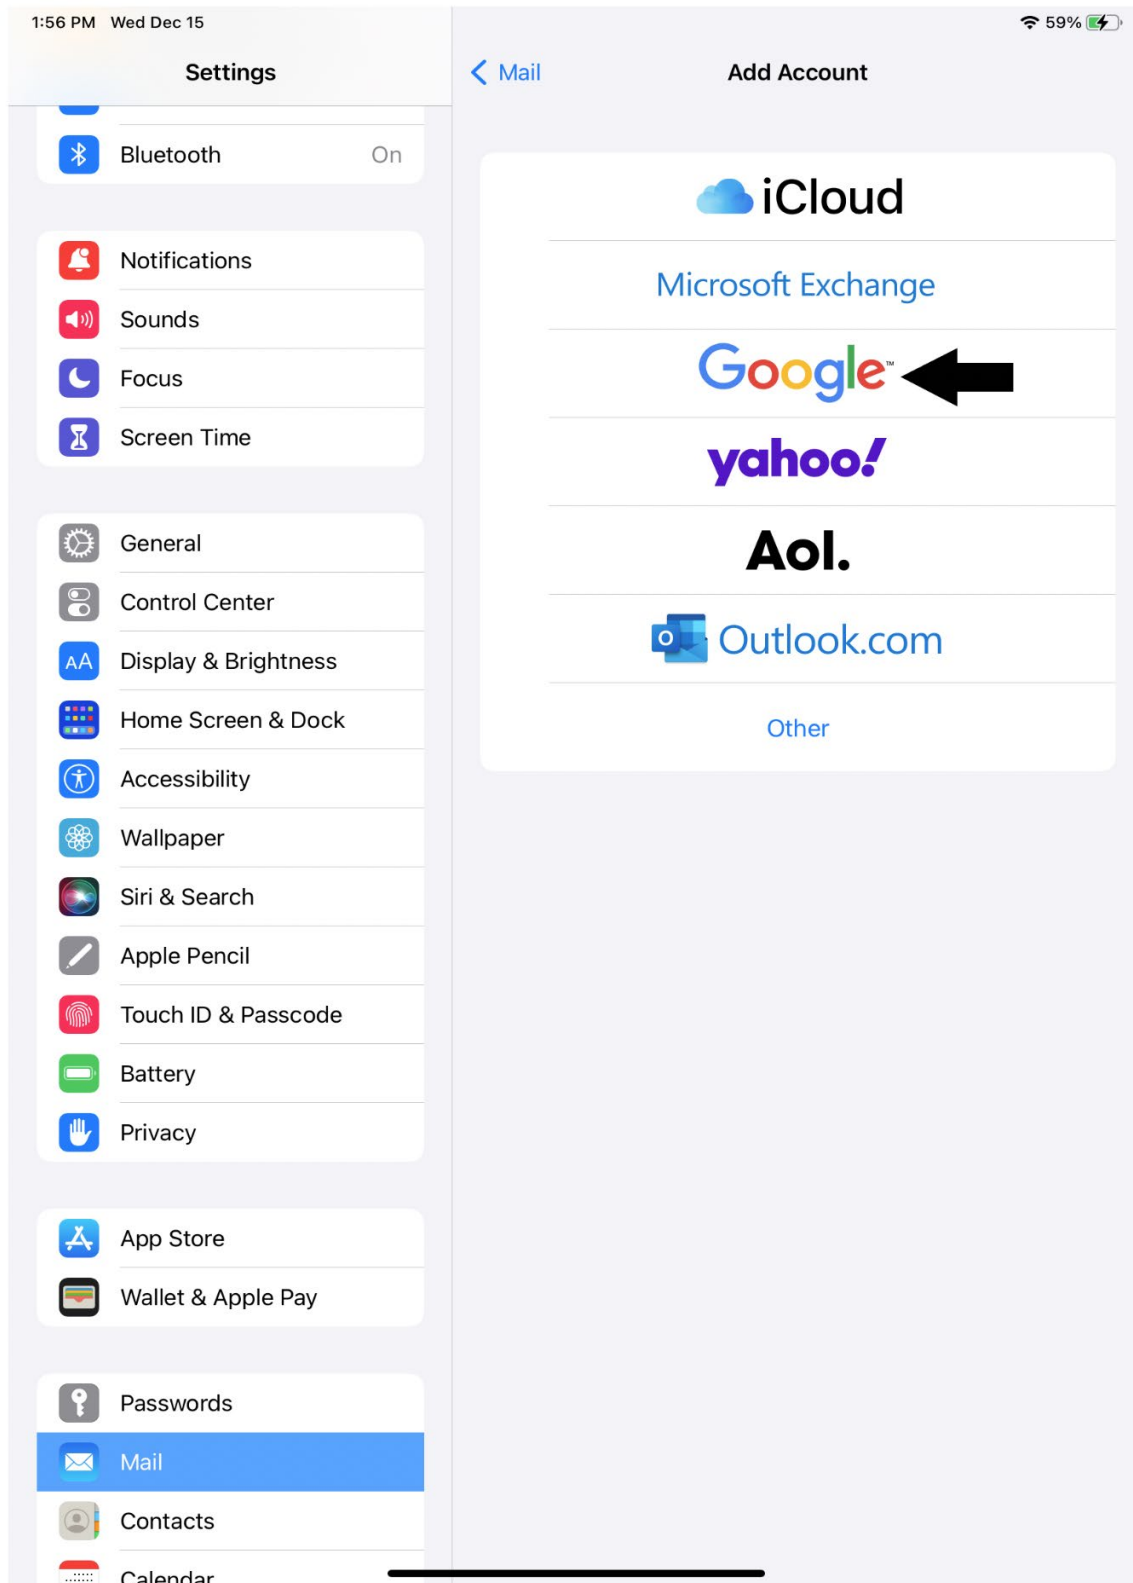 1:56 PM Wed Dec 15
59%
Settings
Bluetooth On
Notifications
Sounds
Focus
Screen Time
General
Control Center
AA Display & Brightness
Home Screen & Dock
Accessibility
Wallpaper
Siri & Search
Apple Pencil
Touch ID & Passcode
Battery
Privacy
App Store
Wallet & Apple Pay
Passwords
Mail
Contacts
Calendar
Mail
Add Account
iCloud
Microsoft Exchange
Google™
yahoo!
Aol.
O Outlook.com
Other